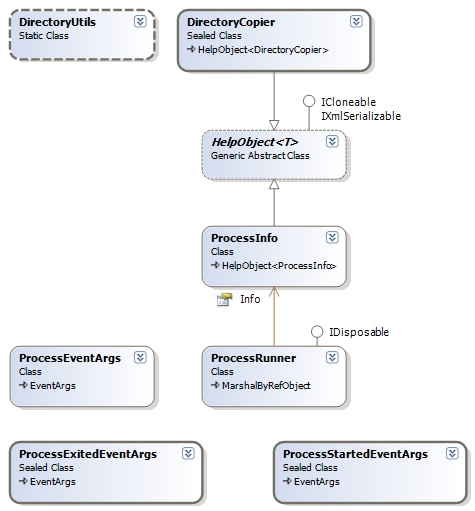 DirectoryUtils
Static Class
DirectoryCopier
Sealed Class
HelpObject<DirectoryCopier>
ICloneable
IXmlSerializable
HelpObject<T>
Generic Abstract Class
ProcessInfo
Class
HelpObject<ProcessInfo>
Info
IDisposable
ProcessEventArgs
Class
EventArgs
ProcessRunner
Class
MarshalByRefObject
ProcessExitedEventArgs
Sealed Class
EventArgs
ProcessStartedEventArgs
Sealed Class
EventArgs